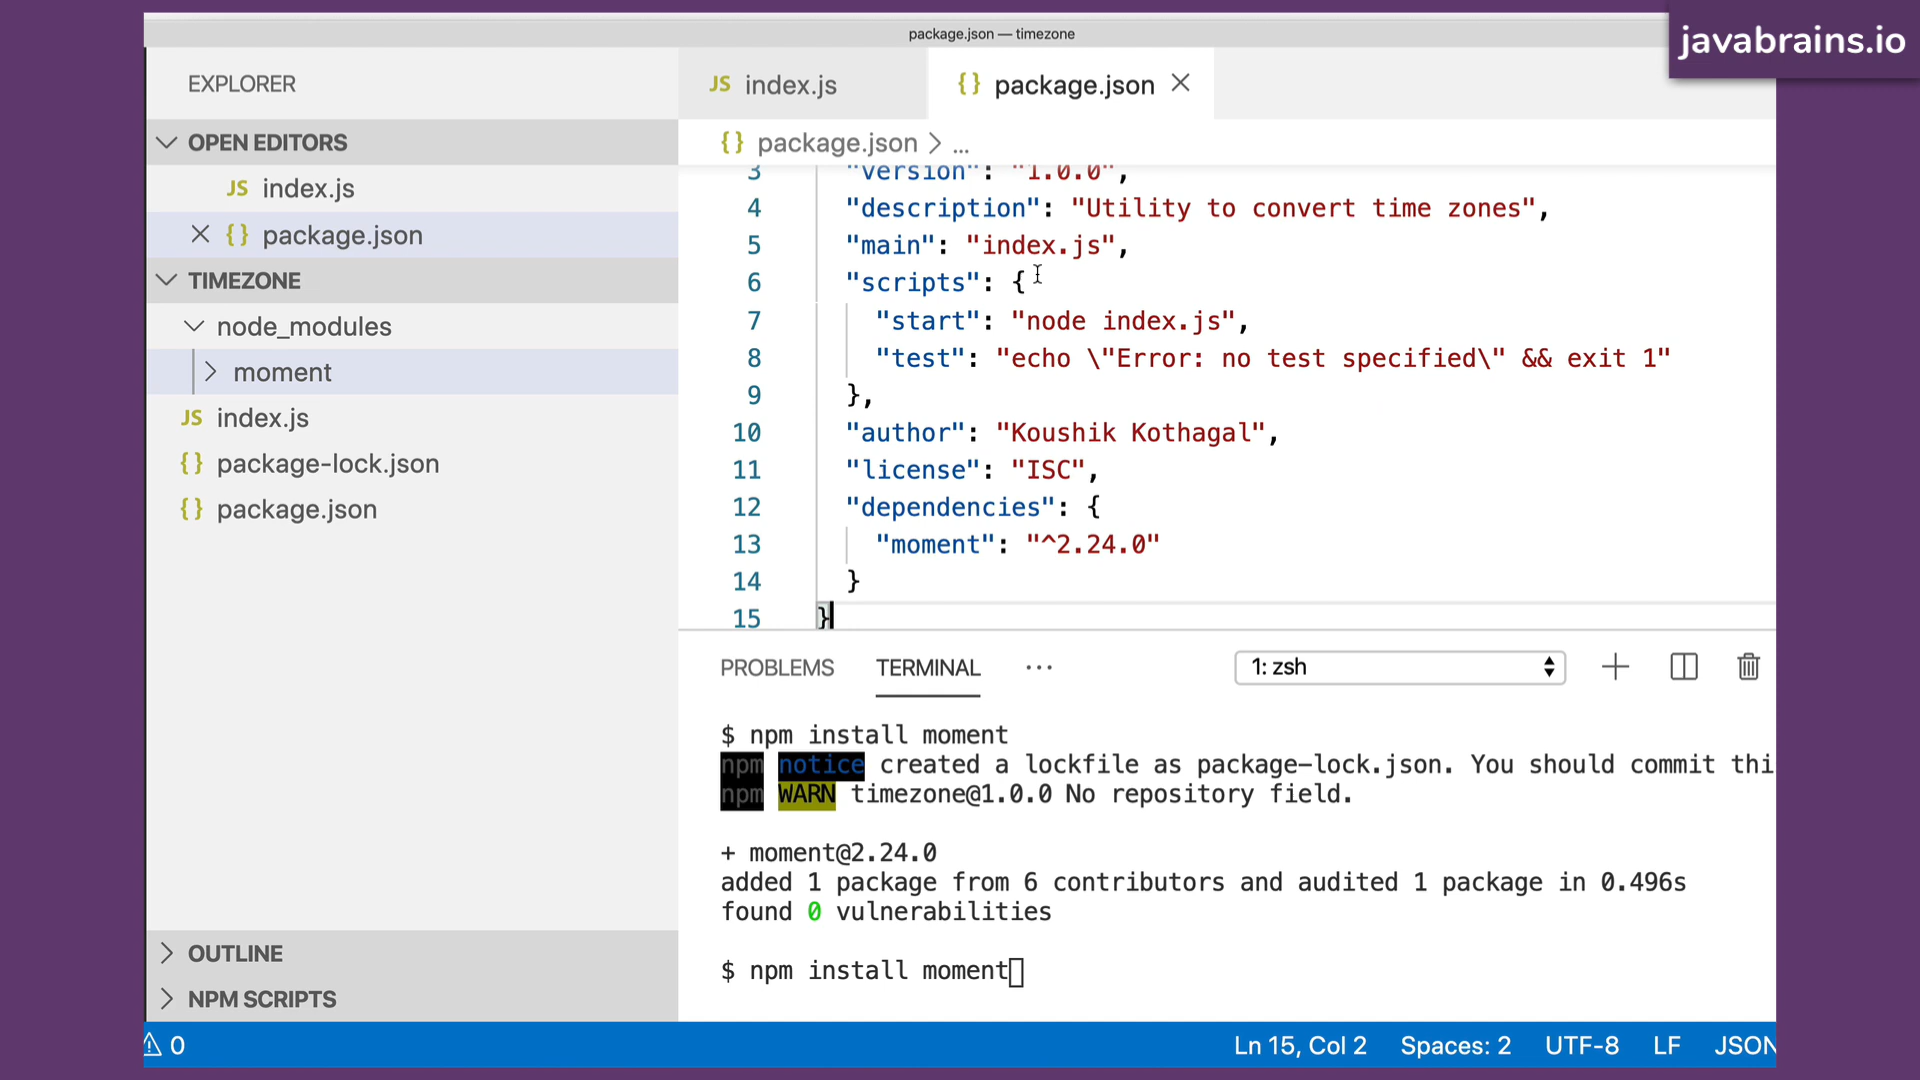 package.json — timezone
javabrains.io
EXPLORER
OPEN EDITORS
JS index.js
{} package.json
TIMEZONE
node_modules
moment
JS index.js
{} package-lock.json
{} package.json
OUTLINE
NPM SCRIPTS
JS index.js
{} package.json
{} package.json > ...
3 "version": "1.0.0",
4 "description": "Utility to convert time zones",
5 "main": "index.js",
6 "scripts": {
7 "start": "node index.js",
8 "test": "echo \"Error: no test specified\" && exit 1"
9 },
10 "author": "Koushik Kothagal",
11 "license": "ISC",
12 "dependencies": {
13 "moment": "^2.24.0"
14 }
15 }
PROBLEMS TERMINAL ... 1: zsh
$ npm install moment
npm notice created a lockfile as package-lock.json. You should commit thi
npm WARN timezone@1.0.0 No repository field.
+ moment@2.24.0
added 1 package from 6 contributors and audited 1 package in 0.496s
found 0 vulnerabilities
$ npm install moment
0 Ln 15, Col 2 Spaces: 2 UTF-8 LF JSON